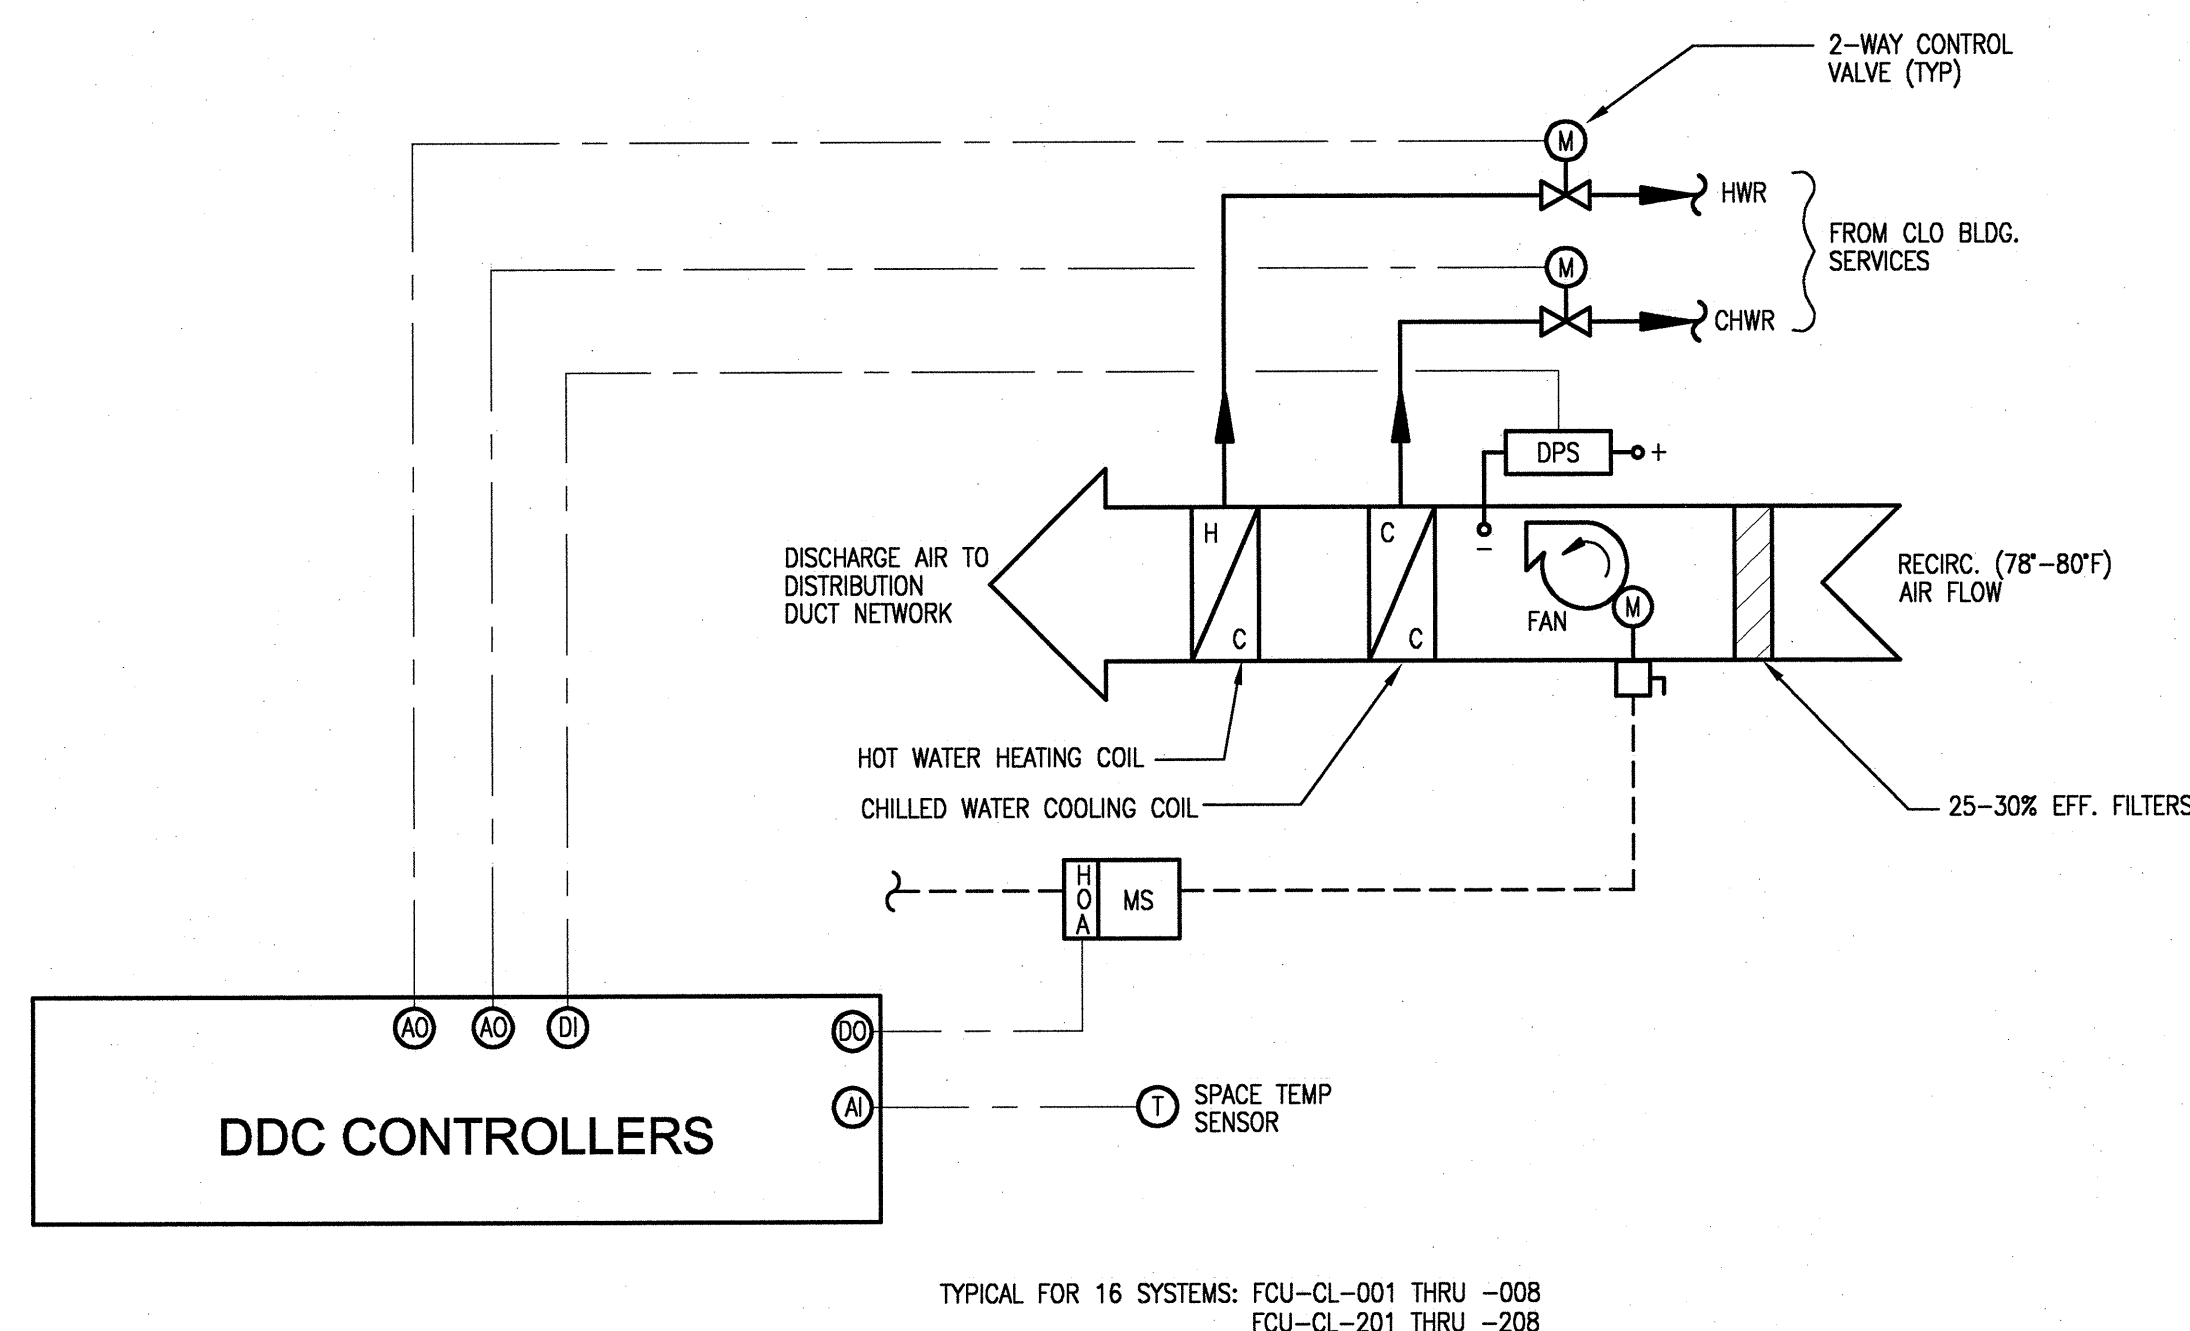 2-WAY CONTROL
VALVE (TYP)
M
HWR
FROM CLO BLDG.
SERVICES
M
CHWR
DPS
+
-
H
C
C
C
DISCHARGE AIR TO
DISTRIBUTION
DUCT NETWORK
FAN
M
RECIRC. (78°-80°F)
AIR FLOW
HOT WATER HEATING COIL
CHILLED WATER COOLING COIL
25-30% EFF. FILTERS
H
O
A
MS
AO
AO
DI
DO
AI
T
SPACE TEMP
SENSOR
DDC CONTROLLERS
TYPICAL FOR 16 SYSTEMS: FCU-CL-001 THRU -008
FCU-CL-201 THRU -208